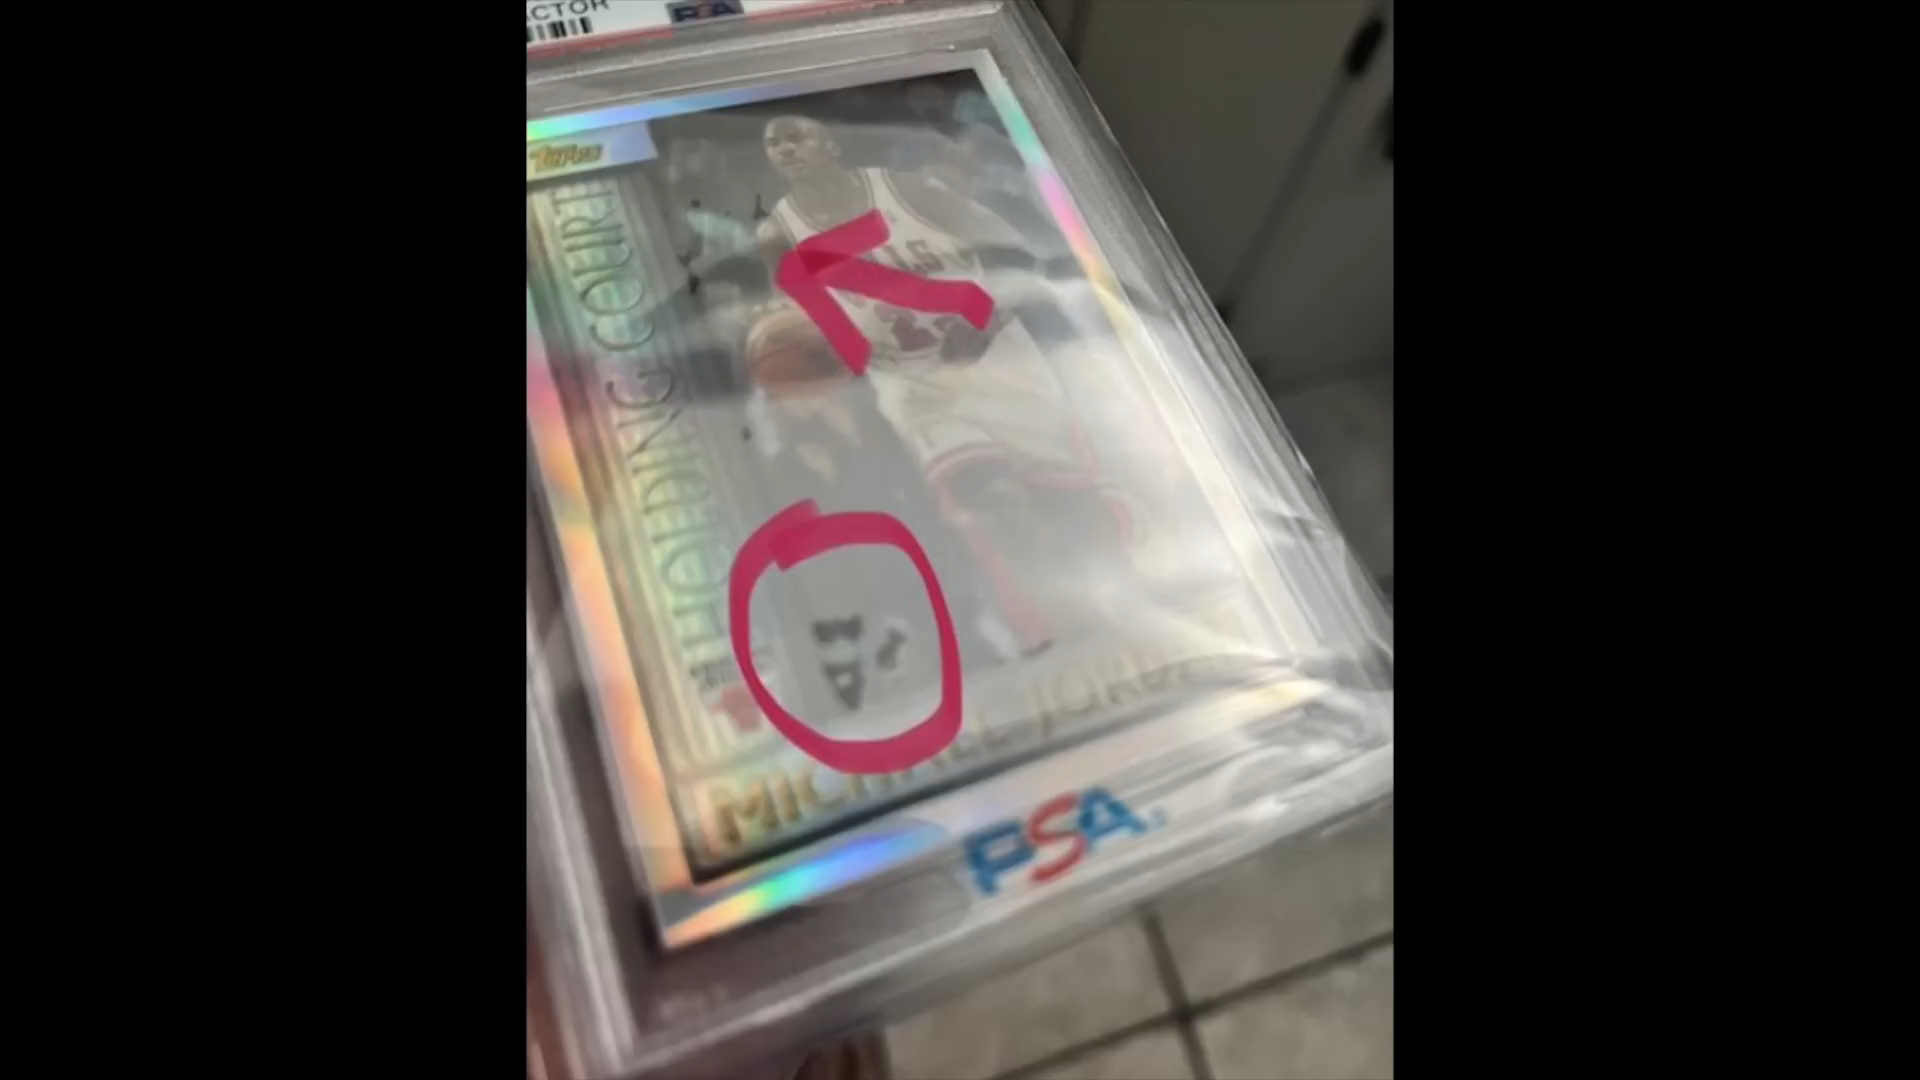 ACTOR
PSA
Topps
HOLDING COURT
MICHAEL JORDAN
PSA